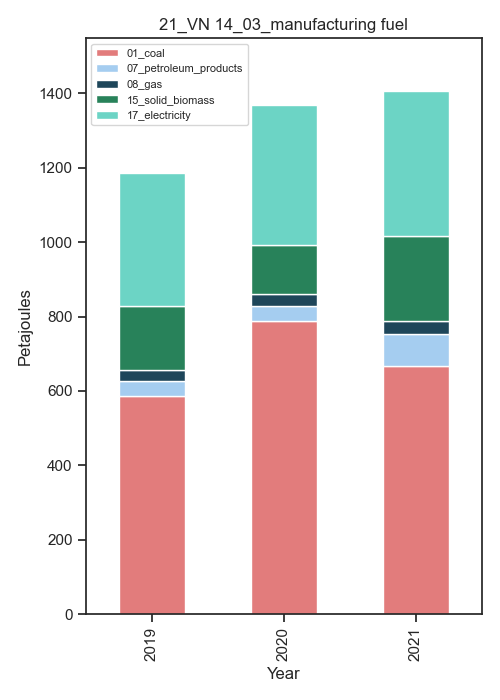 21_VN 14_03_manufacturing fuel
01_coal
07_petroleum_products
08_gas
15_solid_biomass
17_electricity
1400
1200
1000
800
600
400
200
0
Petajoules
2019
2020
2021
Year